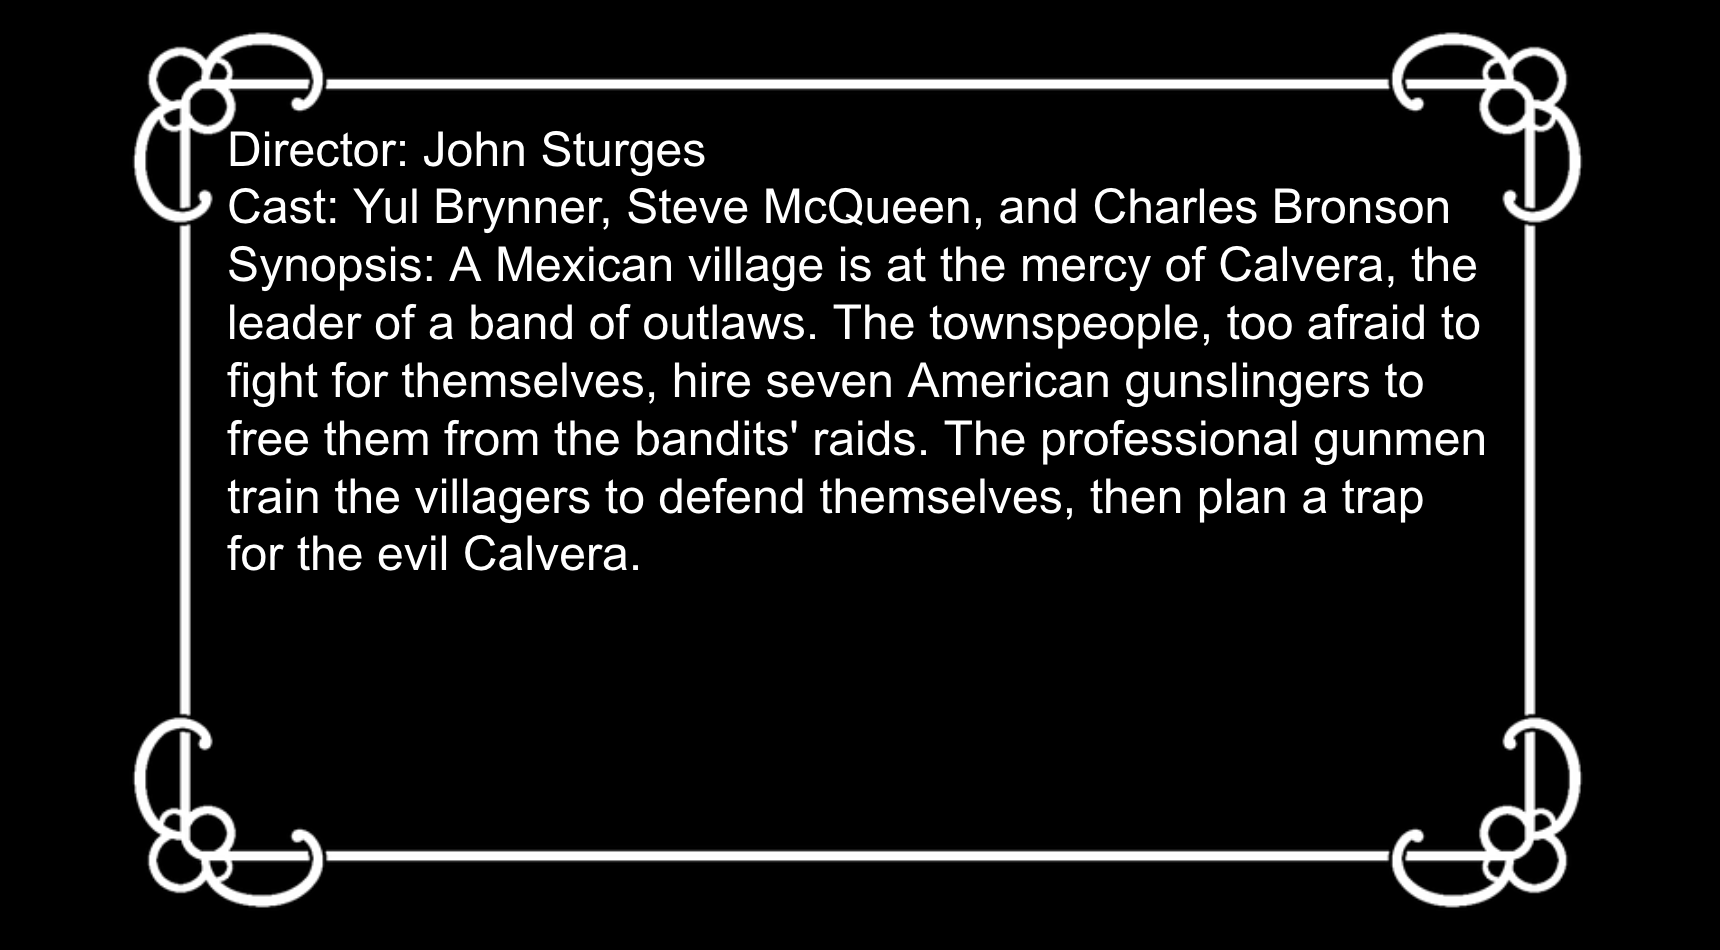 Director: John Sturges
Cast: Yul Brynner, Steve McQueen, and Charles Bronson
Synopsis: A Mexican village is at the mercy of Calvera, the
leader of a band of outlaws. The townspeople, too afraid to
fight for themselves, hire seven American gunslingers to
free them from the bandits' raids. The professional gunmen
train the villagers to defend themselves, then plan a trap
for the evil Calvera.